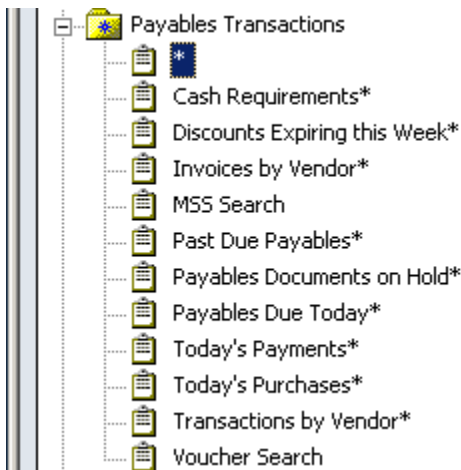 Payables Transactions
*
Cash Requirements*
Discounts Expiring this Week*
Invoices by Vendor*
MSS Search
Past Due Payables*
Payables Documents on Hold*
Payables Due Today*
Today's Payments*
Today's Purchases*
Transactions by Vendor*
Voucher Search